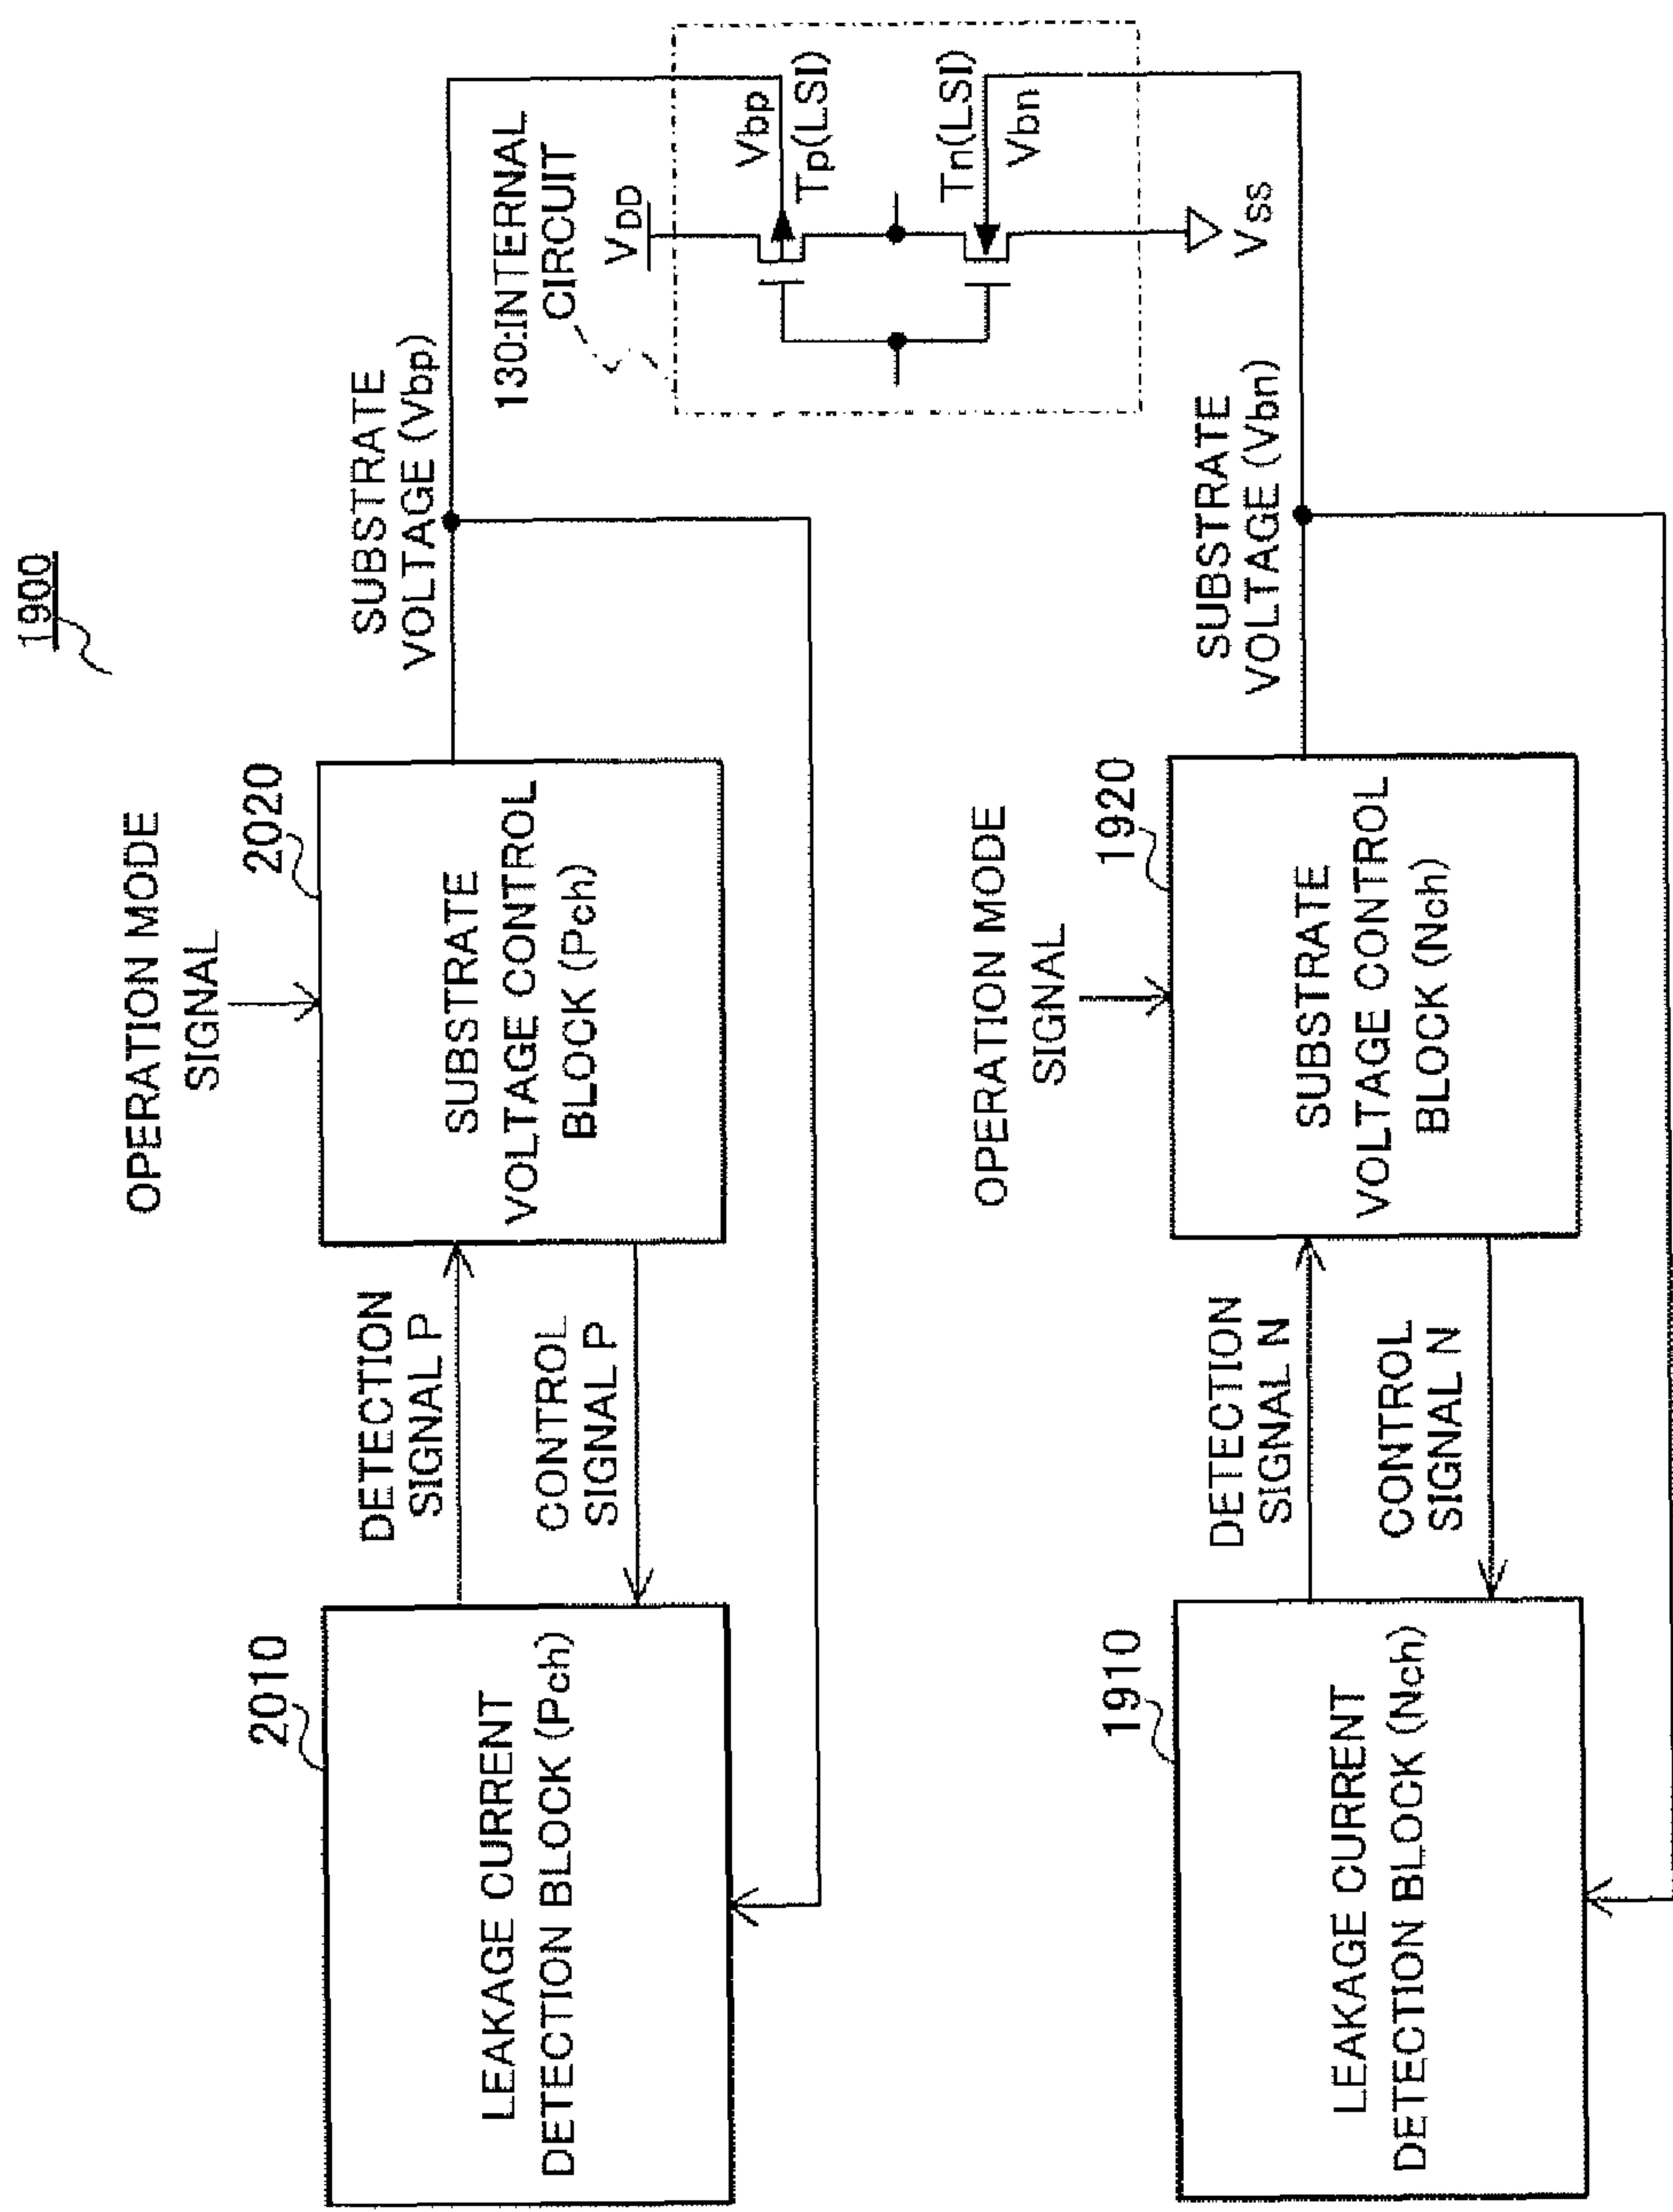 1900
OPERATION MODE
SIGNAL
2010
LEAKAGE CURRENT
DETECTION BLOCK (Pch)
DETECTION
SIGNAL P
CONTROL
SIGNAL P
2020
SUBSTRATE
VOLTAGE CONTROL
BLOCK (Pch)
SUBSTRATE
VOLTAGE (Vbp)
130:INTERNAL
CIRCUIT
VDD
Vbp
Tp(LSI)
Tn(LSI)
Vbn
VSS
OPERATION MODE
SIGNAL
1910
LEAKAGE CURRENT
DETECTION BLOCK (Nch)
DETECTION
SIGNAL N
CONTROL
SIGNAL N
1920
SUBSTRATE
VOLTAGE CONTROL
BLOCK (Nch)
SUBSTRATE
VOLTAGE (Vbn)